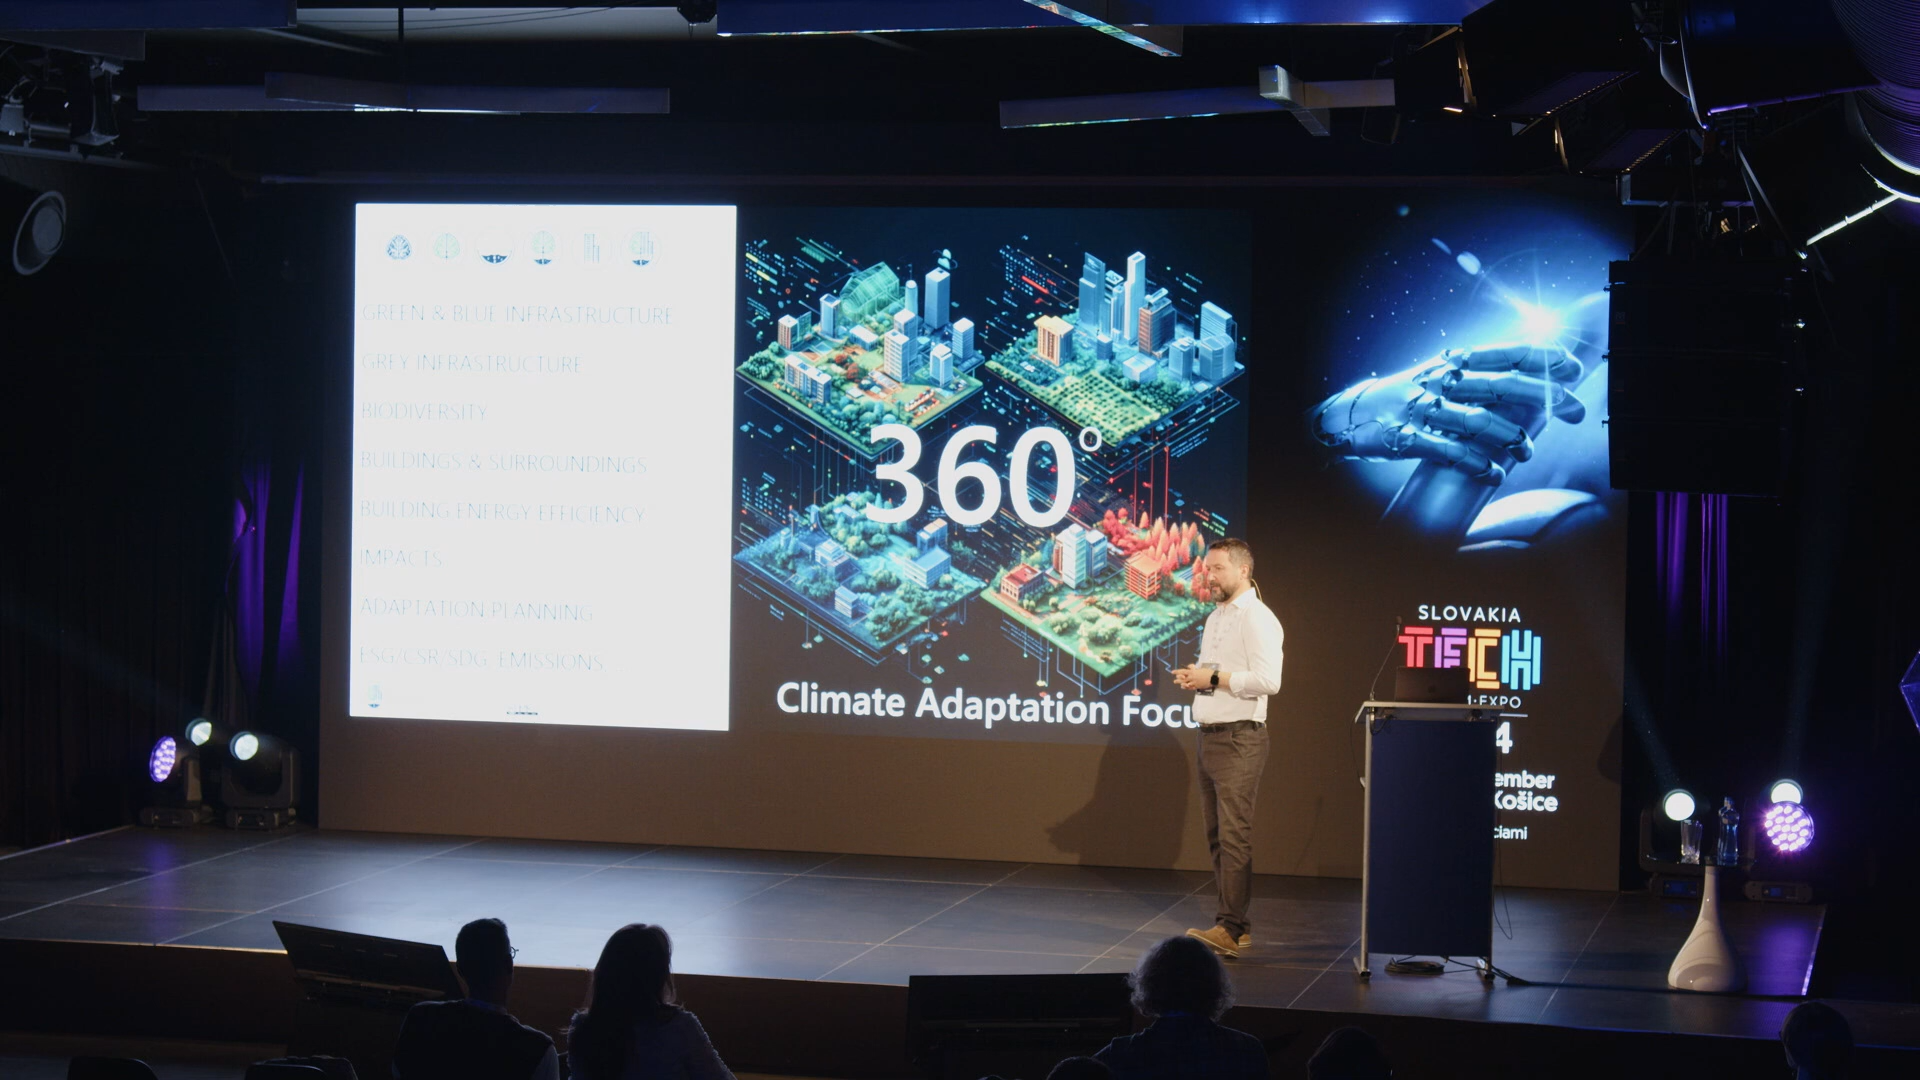 GREEN & BLUE INFRASTRUCTURE
GREY INFRASTRUCTURE
BIODIVERSITY
BUILDINGS & SURROUNDINGS
BUILDING ENERGY EFFICIENCY
IMPACTS
ADAPTATION PLANNING
ESG/CSR/SDG, EMISSIONS...
360°
Climate Adaptation Focu
SLOVAKIA
TECH
EXPO
4
ember
Košice
ciami